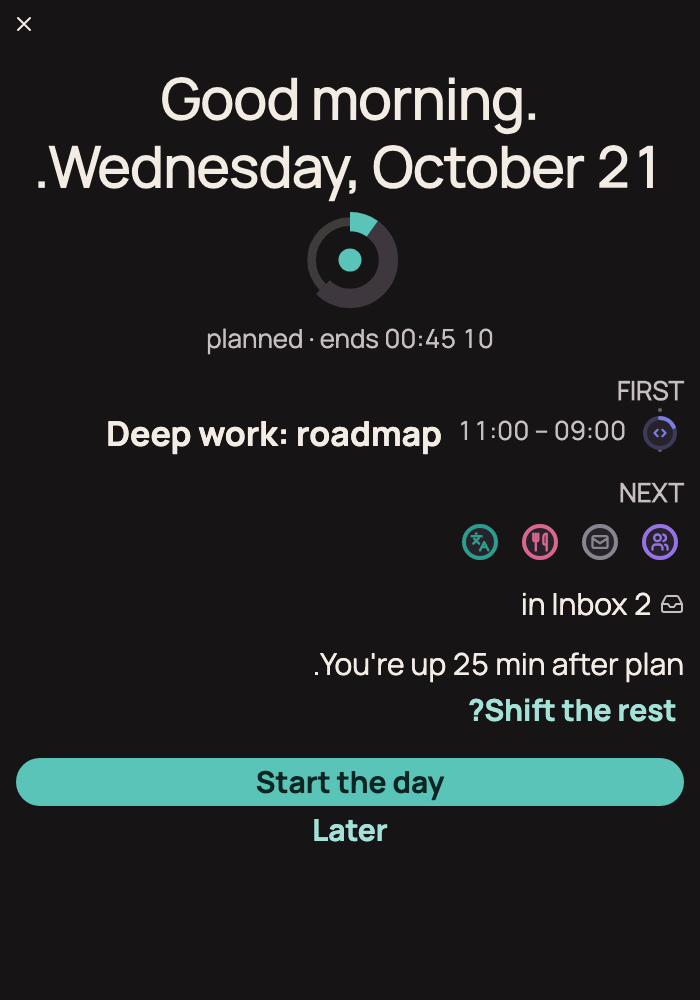 Good morning.
.Wednesday, October 21
planned · ends 00:45 10
FIRST
Deep work: roadmap 11:00 – 09:00
NEXT
in Inbox 2
.You're up 25 min after plan
?Shift the rest
Start the day
Later